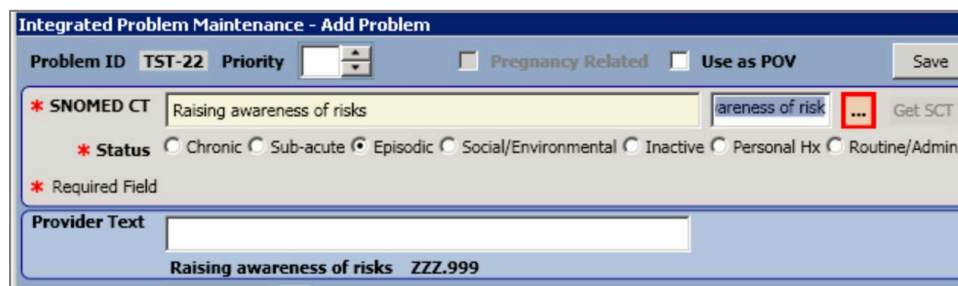 Integrated Problem Maintenance - Add Problem
Problem ID TST-22 Priority Pregnancy Related Use as POV Save
* SNOMED CT Raising awareness of risks areness of risk ... Get SCT
* Status Chronic Sub-acute Episodic Social/Environmental Inactive Personal Hx Routine/Admin
* Required Field
Provider Text
Raising awareness of risks ZZZ.999